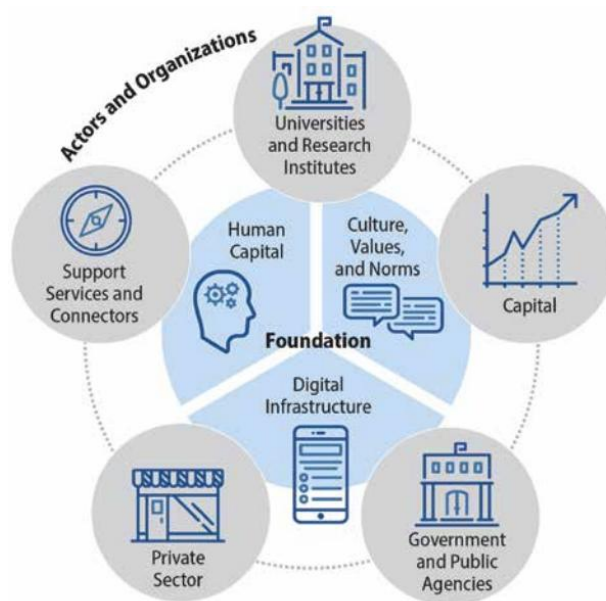 Actors and Organizations
Universities
and Research
Institutes
Support
Services and
Connectors
Human
Capital
Culture,
Values,
and Norms
Capital
Foundation
Digital
Infrastructure
Private
Sector
Government
and Public
Agencies